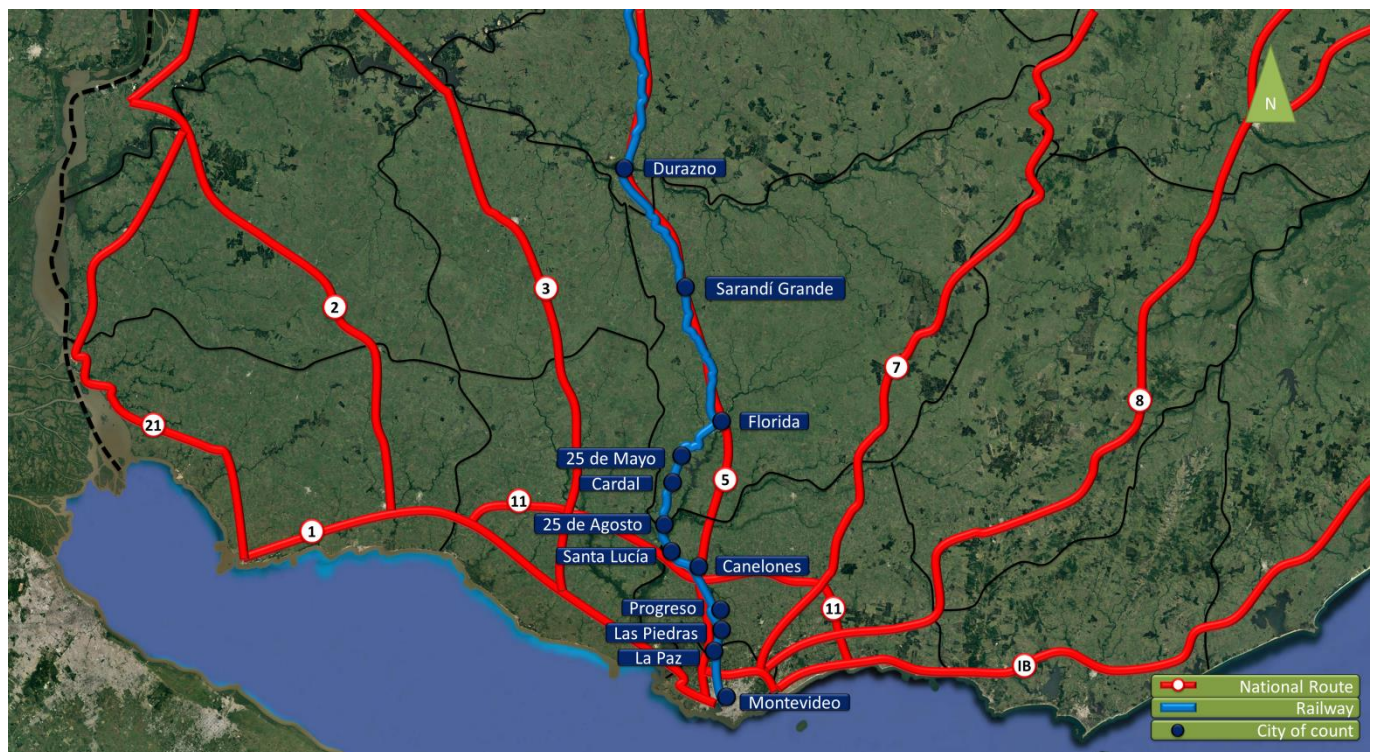 N
Durazno
3
Sarandí Grande
2
7
8
21
Florida
25 de Mayo
5
Cardal
11
25 de Agosto
1
Santa Lucía
Canelones
Progreso
11
Las Piedras
La Paz
IB
Montevideo
National Route
Railway
City of count